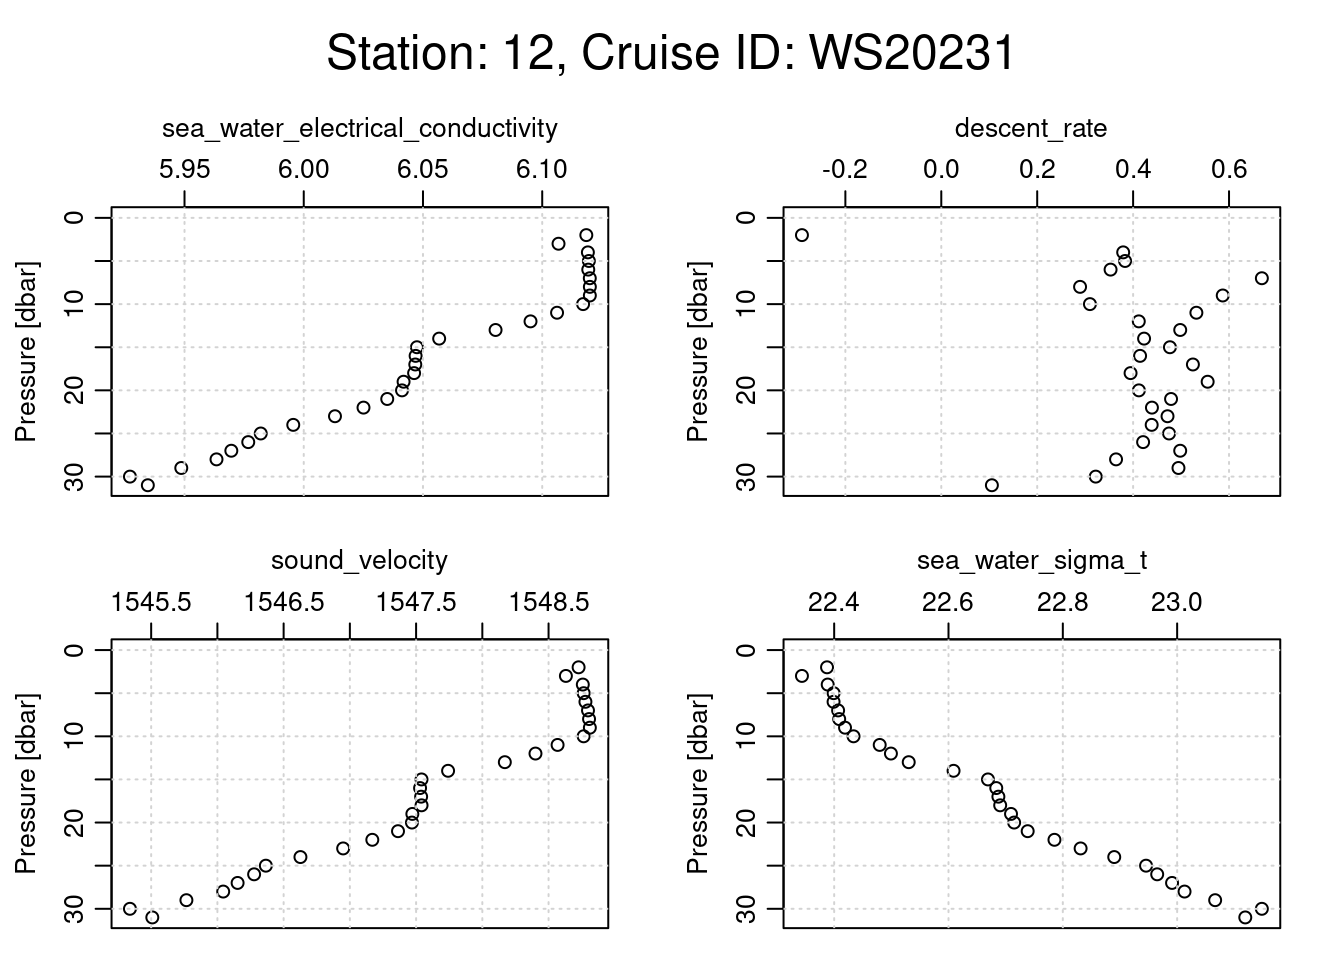 Station: 12, Cruise ID: WS20231
sea_water_electrical_conductivity
5.95 6.00 6.05 6.10
Pressure [dbar]
0
10
20
30
descent_rate
-0.2 0.0 0.2 0.4 0.6
Pressure [dbar]
0
10
20
30
sound_velocity
1545.5 1546.5 1547.5 1548.5
Pressure [dbar]
0
10
20
30
sea_water_sigma_t
22.4 22.6 22.8 23.0
Pressure [dbar]
0
10
20
30